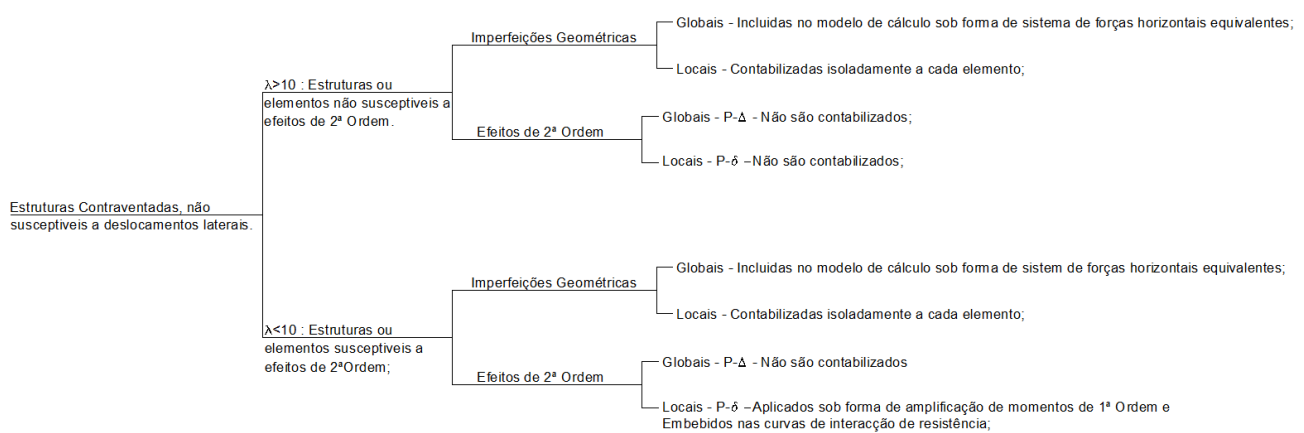 Estruturas Contraventadas, não
susceptiveis a deslocamentos laterais.
λ>10 : Estruturas ou
elementos não susceptiveis a
efeitos de 2ª Ordem.
Imperfeições Geométricas
Globais - Incluidas no modelo de cálculo sob forma de sistema de forças horizontais equivalentes;
Locais - Contabilizadas isoladamente a cada elemento;
Efeitos de 2ª Ordem
Globais - P-Δ - Não são contabilizados;
Locais - P-δ –Não são contabilizados;
λ<10 : Estruturas ou
elementos susceptiveis a
efeitos de 2ªOrdem;
Imperfeições Geométricas
Globais - Incluidas no modelo de cálculo sob forma de sistem de forças horizontais equivalentes;
Locais - Contabilizadas isoladamente a cada elemento;
Efeitos de 2ª Ordem
Globais - P-Δ - Não são contabilizados
Locais - P-δ –Aplicados sob forma de amplificação de momentos de 1ª Ordem e
Embebidos nas curvas de interacção de resistência;